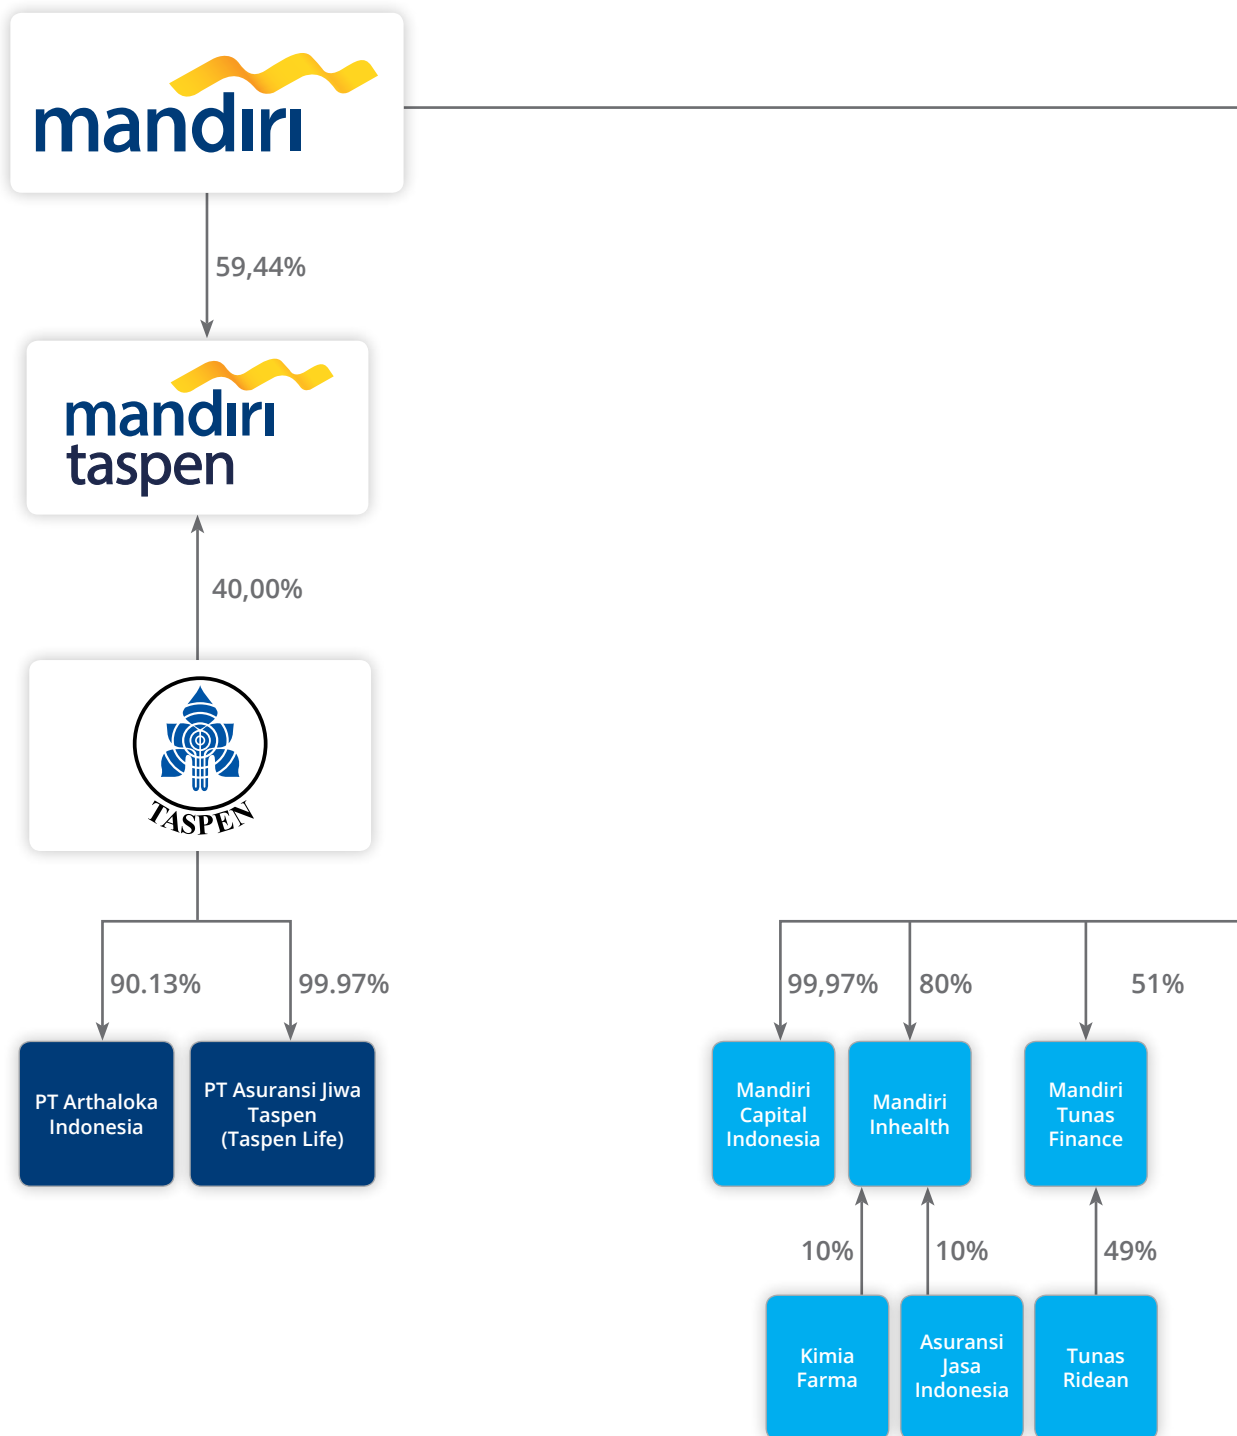 mandırı
59,44%
mandırı
taspen
40,00%
TASPEN
90.13%
99.97%
99,97%
80%
51%
PT Arthaloka
Indonesia
PT Asuransi Jiwa
Taspen
(Taspen Life)
Mandiri
Capital
Indonesia
Mandiri
Inhealth
Mandiri
Tunas
Finance
10%
10%
49%
Kimia
Farma
Asuransi
Jasa
Indonesia
Tunas
Ridean